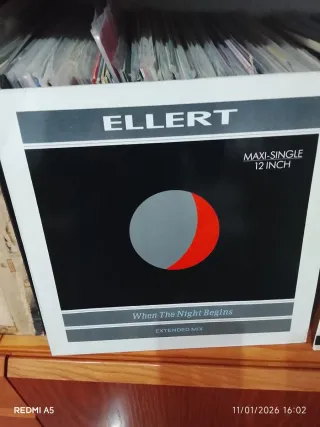 ELLERT
MAXI-SINGLE
12 INCH
When The Night Begins
EXTENDED MIX
REDMI A5
11/01/2026 16:02